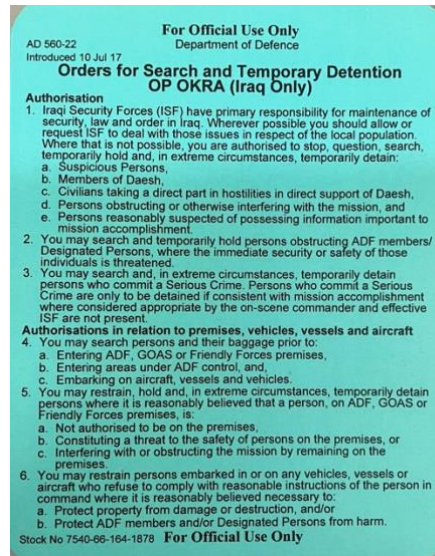 For Official Use Only
AD 560-22
Department of Defence
Introduced 10 Jul 17
Orders for Search and Temporary Detention
OP OKRA (Iraq Only)
Authorisation
1. Iraqi Security Forces (ISF) have primary responsibility for maintenance of
security, law and order in Iraq. Wherever possible you should allow or
request ISF to deal with those issues in respect of the local population.
Where that is not possible, you are authorised to stop, question, search,
temporarily hold and, in extreme circumstances, temporarily detain:
a. Suspicious Persons,
b. Members of Daesh,
c. Civilians taking a direct part in hostilities in direct support of Daesh,
d. Persons obstructing or otherwise interfering with the mission, and
e. Persons reasonably suspected of possessing information important to
mission accomplishment.
2. You may search and temporarily hold persons obstructing ADF members/
Designated Persons, where the immediate security or safety of those
individuals is threatened.
3. You may search and, in extreme circumstances, temporarily detain
persons who commit a Serious Crime. Persons who commit a Serious
Crime are only to be detained if consistent with mission accomplishment
where considered appropriate by the on-scene commander and effective
ISF are not present.
Authorisations in relation to premises, vehicles, vessels and aircraft
4. You may search persons and their baggage prior to:
a. Entering ADF, GOAS or Friendly Forces premises,
b. Entering areas under ADF control, and,
c. Embarking on aircraft, vessels and vehicles.
5. You may restrain, hold and, in extreme circumstances, temporarily detain
persons where it is reasonably believed that a person, on ADF, GOAS or
Friendly Forces premises, is:
a. Not authorised to be on the premises,
b. Constituting a threat to the safety of persons on the premises, or
c. Interfering with or obstructing the mission by remaining on the
premises.
6. You may restrain persons embarked in or on any vehicles, vessels or
aircraft who refuse to comply with reasonable instructions of the person in
command where it is reasonably believed necessary to:
a. Protect property from damage or destruction, and/or
b. Protect ADF members and/or Designated Persons from harm.
Stock No 7540-66-164-1878 For Official Use Only